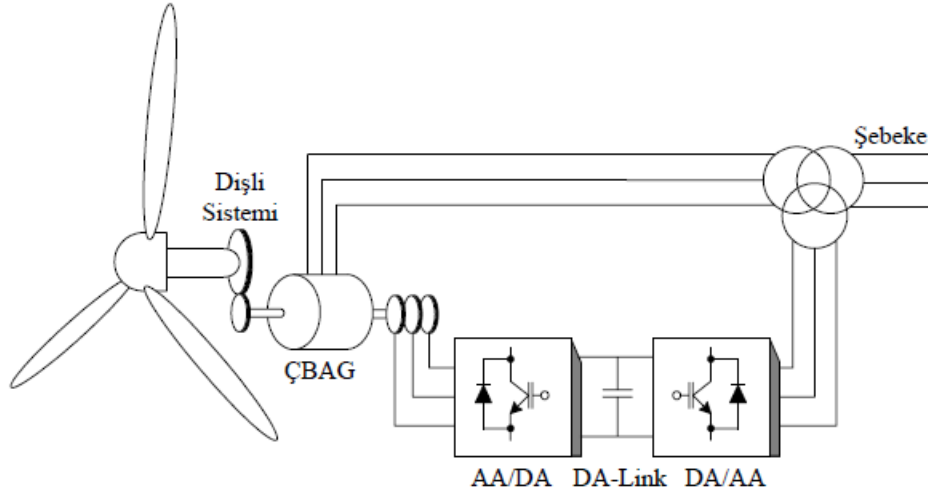 Şebeke
Dişli
Sistemi
ÇBAG
AA/DA
DA-Link
DA/AA